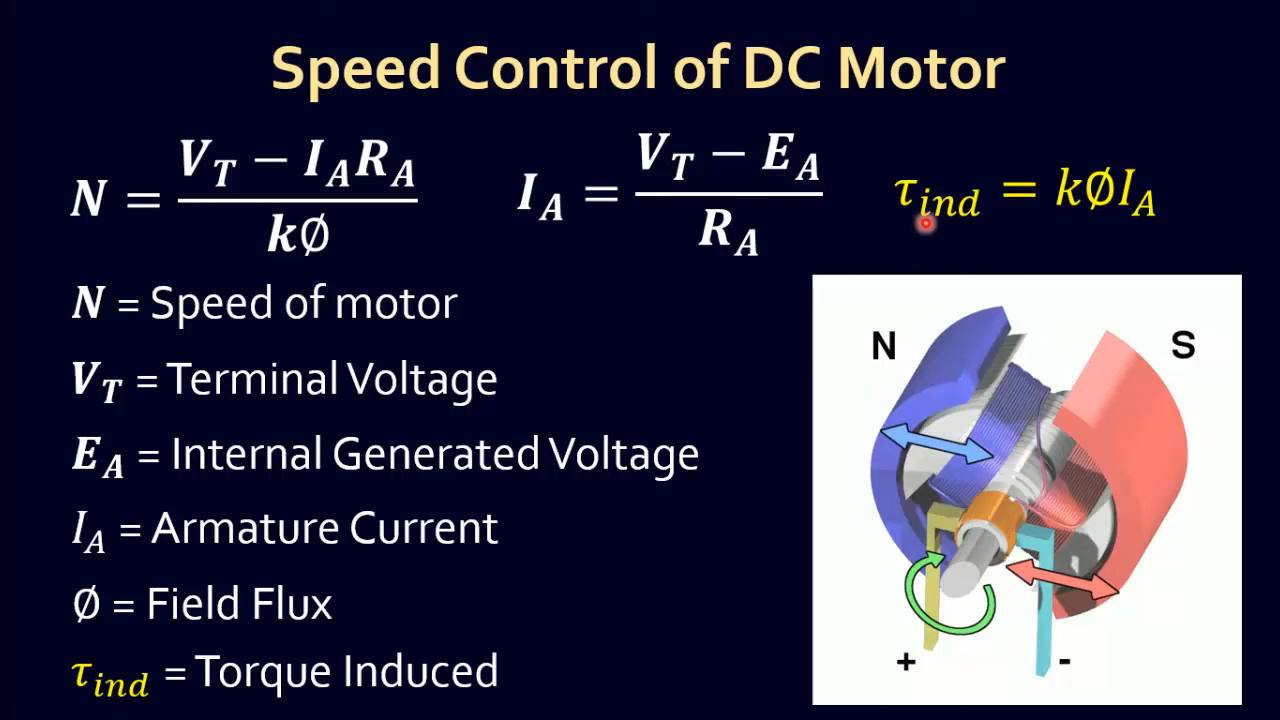 Speed Control of DC Motor
N = (V_T − I_A R_A) / (kØ)
I_A = (V_T − E_A) / R_A
τ_ind = kØI_A
N = Speed of motor
V_T = Terminal Voltage
E_A = Internal Generated Voltage
I_A = Armature Current
Ø = Field Flux
τ_ind = Torque Induced
N S
+ -